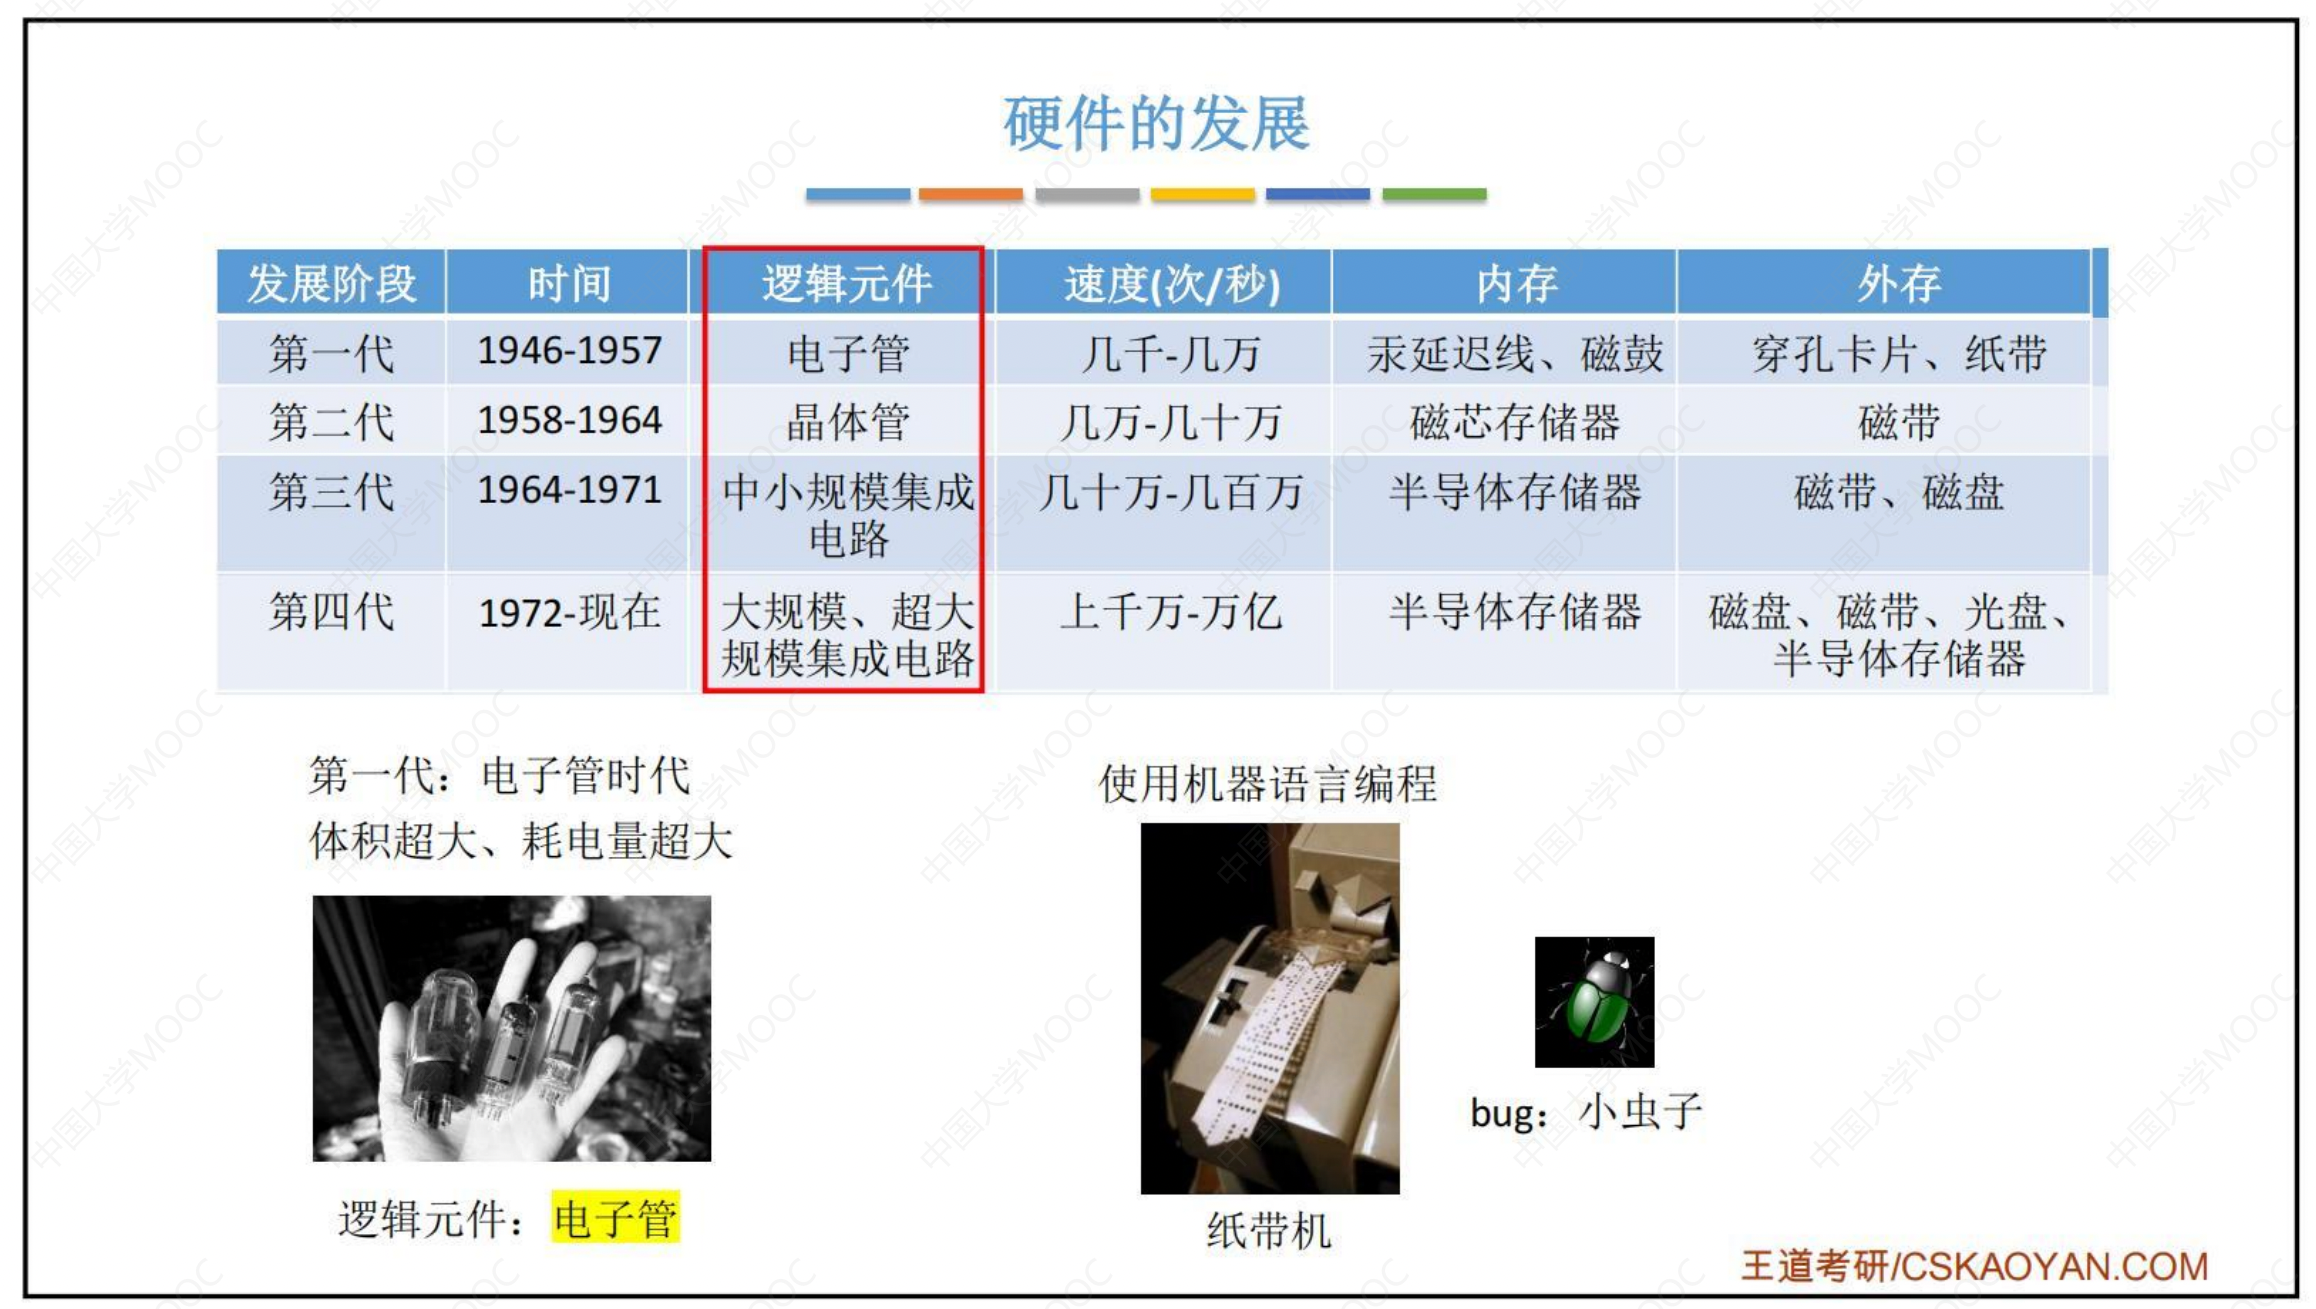 硬件的发展
发展阶段 时间 逻辑元件 速度(次/秒) 内存 外存
第一代 1946-1957 电子管 几千-几万 汞延迟线、磁鼓 穿孔卡片、纸带
第二代 1958-1964 晶体管 几万-几十万 磁芯存储器 磁带
第三代 1964-1971 中小规模集成 几十万-几百万 半导体存储器 磁带、磁盘
电路
第四代 1972-现在 大规模、超大 上千万-万亿 半导体存储器 磁盘、磁带、光盘、
规模集成电路 半导体存储器
第一代：电子管时代
体积超大、耗电量超大
逻辑元件：电子管
使用机器语言编程
纸带机
bug：小虫子
王道考研/CSKAOYAN.COM
中国大学MOOC